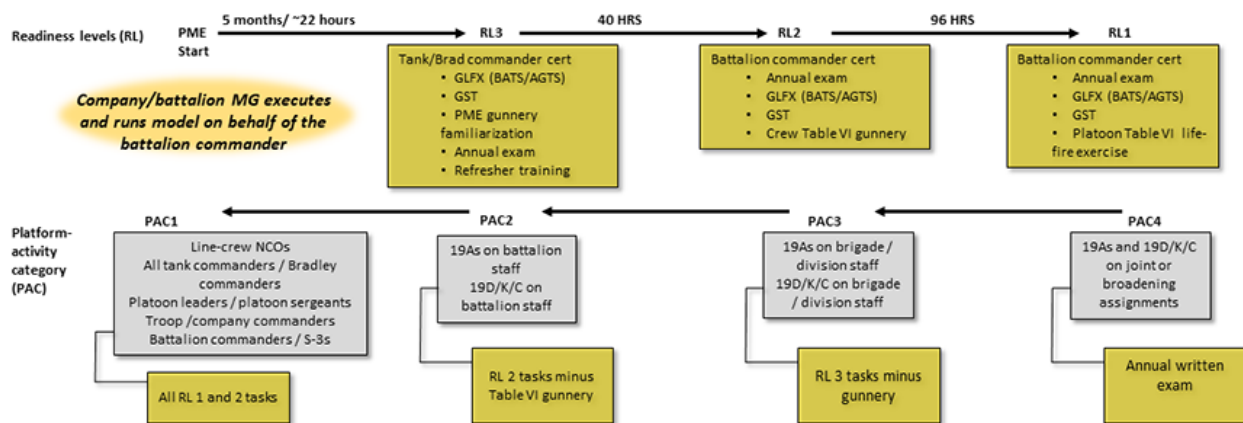 5 months/ ~22 hours
40 HRS
96 HRS
Readiness levels (RL)
PME
Start
RL3
RL2
RL1
Company/battalion MG executes
and runs model on behalf of the
battalion commander
Tank/Brad commander cert
• GLFX (BATS/AGTS)
• GST
• PME gunnery
familiarization
• Annual exam
• Refresher training
Battalion commander cert
• Annual exam
• GLFX (BATS/AGTS)
• GST
• Crew Table VI gunnery
Battalion commander cert
• Annual exam
• GLFX (BATS/AGTS)
• GST
• Platoon Table VI life-
fire exercise
Platform-
activity
category
(PAC)
PAC1
Line-crew NCOs
All tank commanders / Bradley
commanders
Platoon leaders / platoon sergeants
Troop /company commanders
Battalion commanders / S-3s
All RL 1 and 2 tasks
PAC2
19As on battalion
staff
19D/K/C on
battalion staff
RL 2 tasks minus
Table VI gunnery
PAC3
19As on brigade /
division staff
19D/K/C on brigade
/ division staff
RL 3 tasks minus
gunnery
PAC4
19As and 19D/K/C
on joint or
broadening
assignments
Annual written
exam